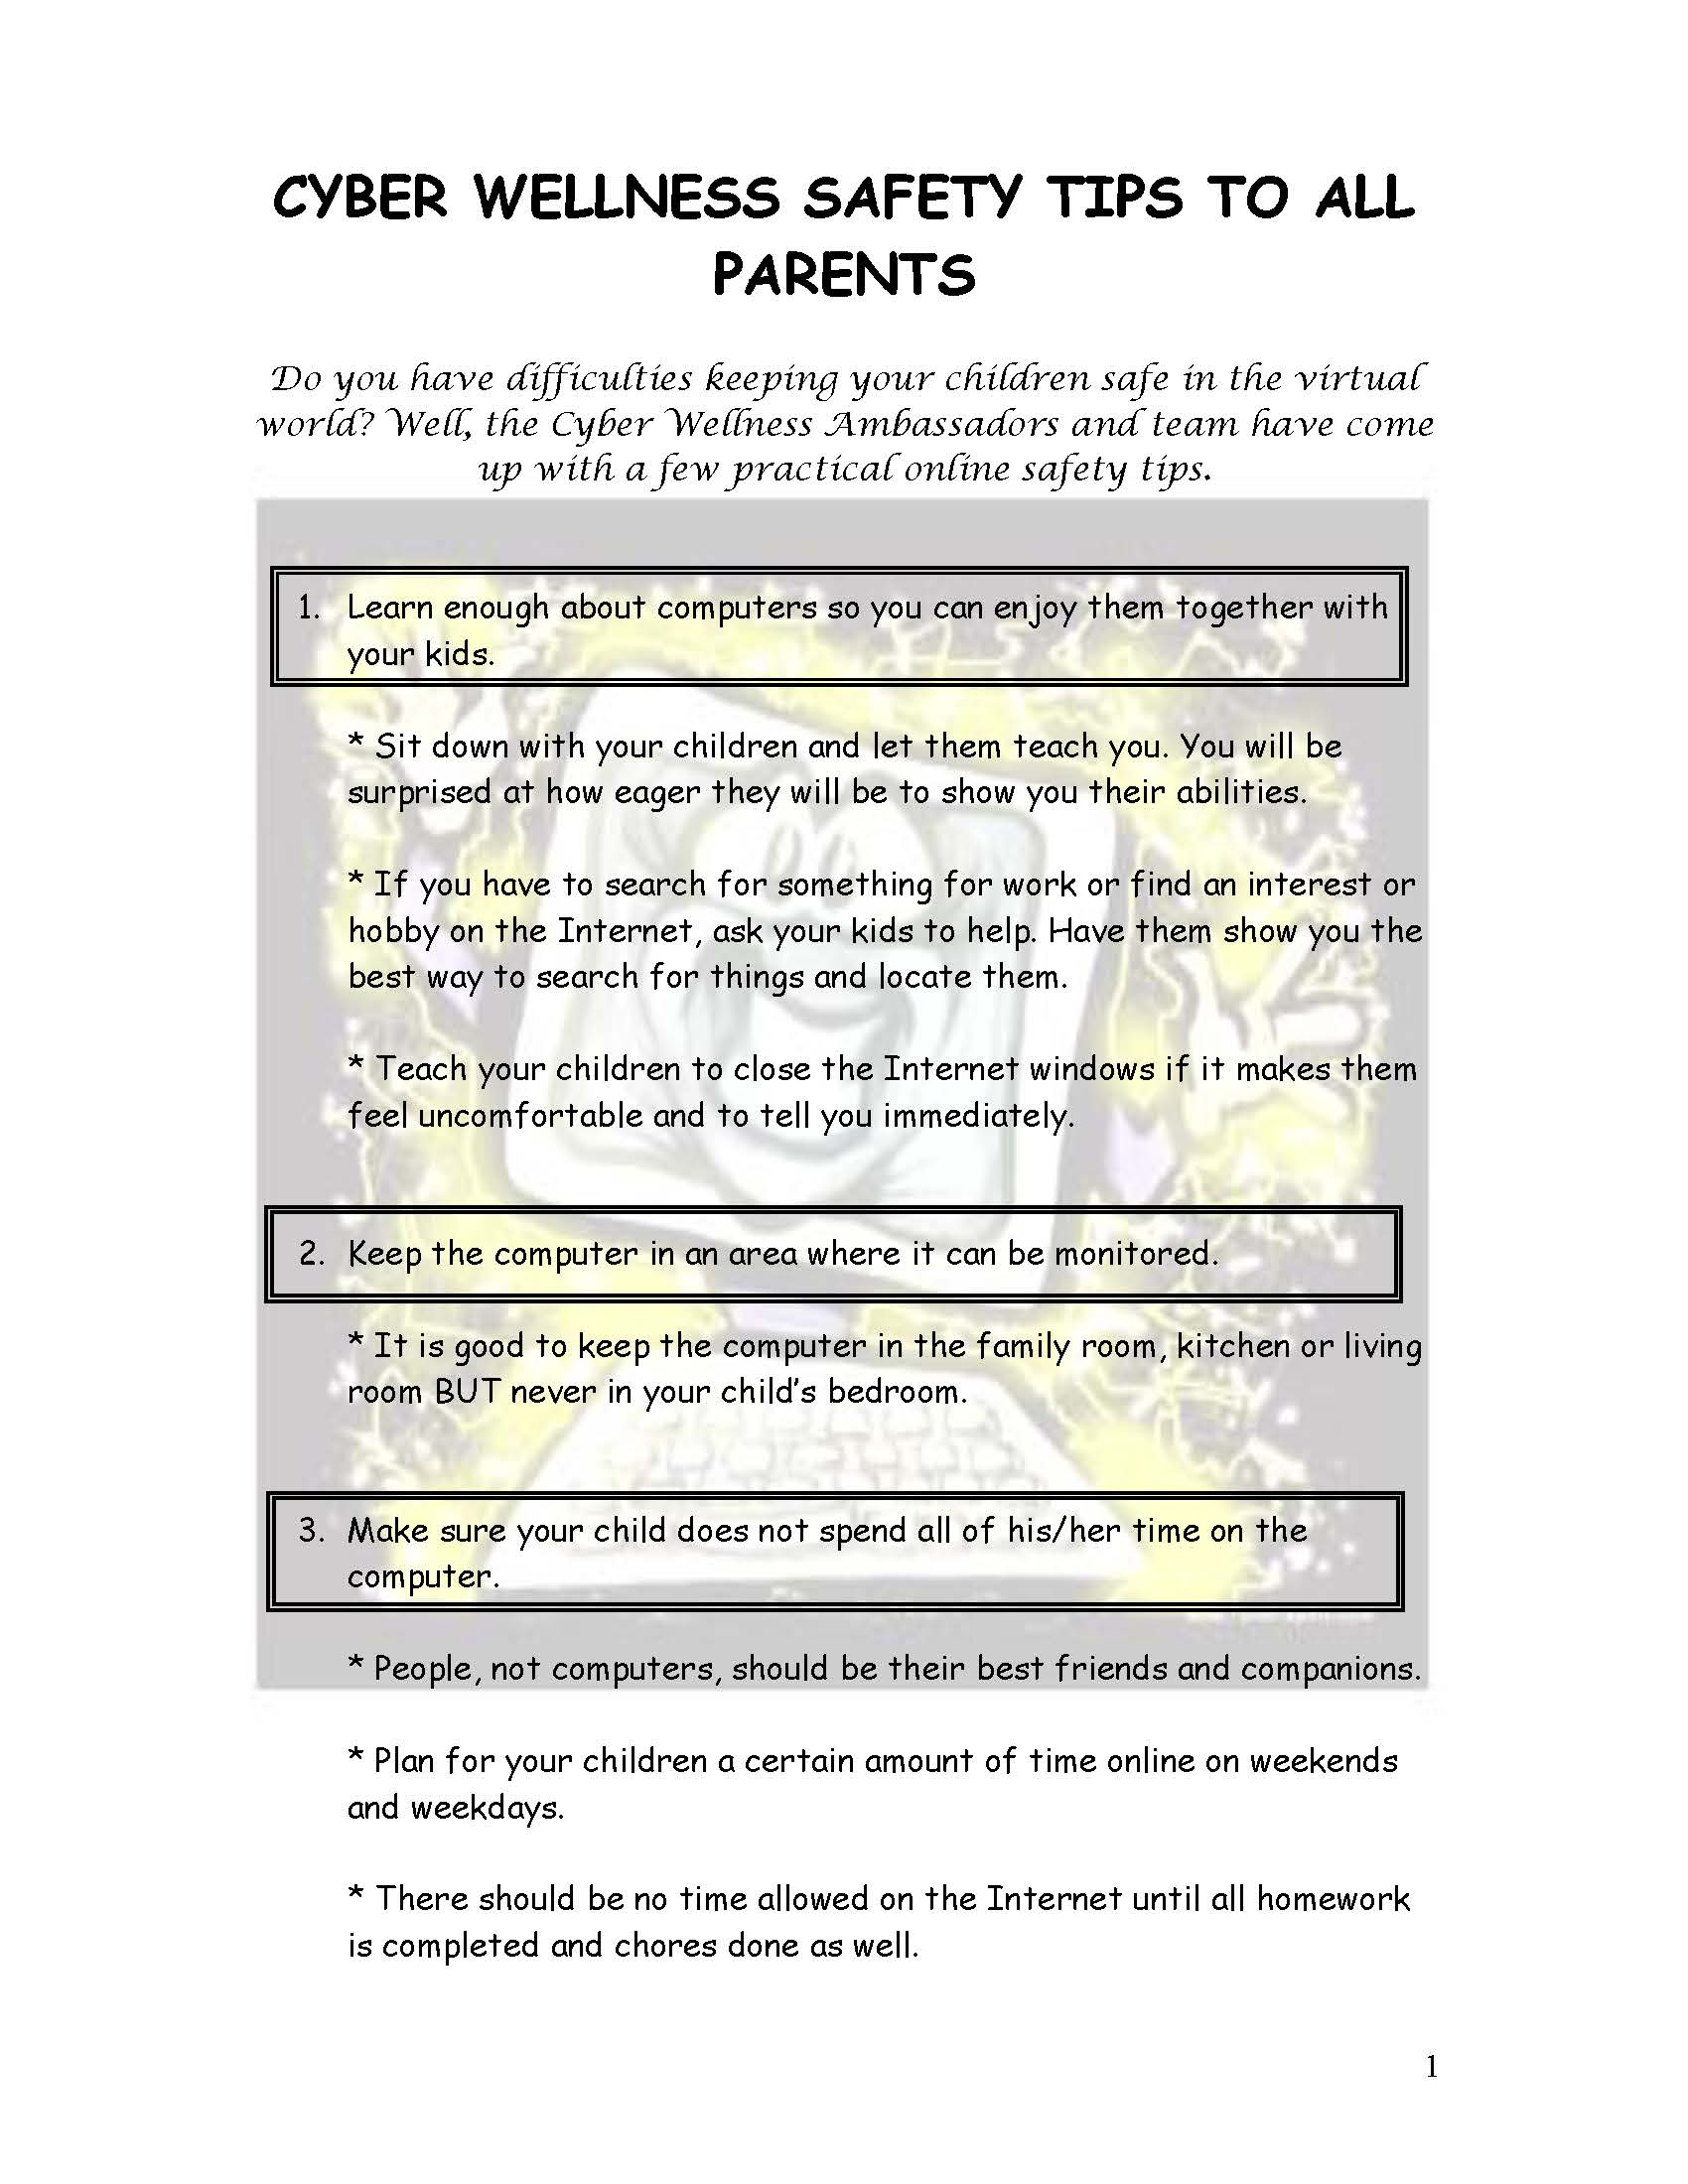 CYBER WELLNESS SAFETY TIPS TO ALL
PARENTS
Do you have difficulties keeping your children safe in the virtual
world? Well, the Cyber Wellness Ambassadors and team have come
up with a few practical online safety tips.
1. Learn enough about computers so you can enjoy them together with
your kids.
* Sit down with your children and let them teach you. You will be
surprised at how eager they will be to show you their abilities.
* If you have to search for something for work or find an interest or
hobby on the Internet, ask your kids to help. Have them show you the
best way to search for things and locate them.
* Teach your children to close the Internet windows if it makes them
feel uncomfortable and to tell you immediately.
2. Keep the computer in an area where it can be monitored.
* It is good to keep the computer in the family room, kitchen or living
room BUT never in your child's bedroom.
3. Make sure your child does not spend all of his/her time on the
computer.
* People, not computers, should be their best friends and companions.
* Plan for your children a certain amount of time online on weekends
and weekdays.
* There should be no time allowed on the Internet until all homework
is completed and chores done as well.
1